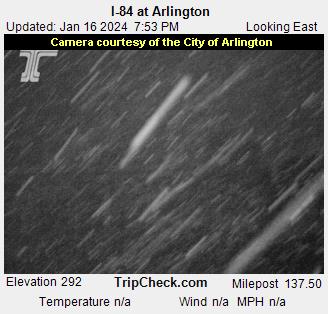 I-84 at Arlington
Updated: Jan 16 2024 7:53 PM Looking East
Camera courtesy of the City of Arlington
Elevation 292 TripCheck.com Milepost 137.50
Temperature n/a Wind n/a MPH n/a